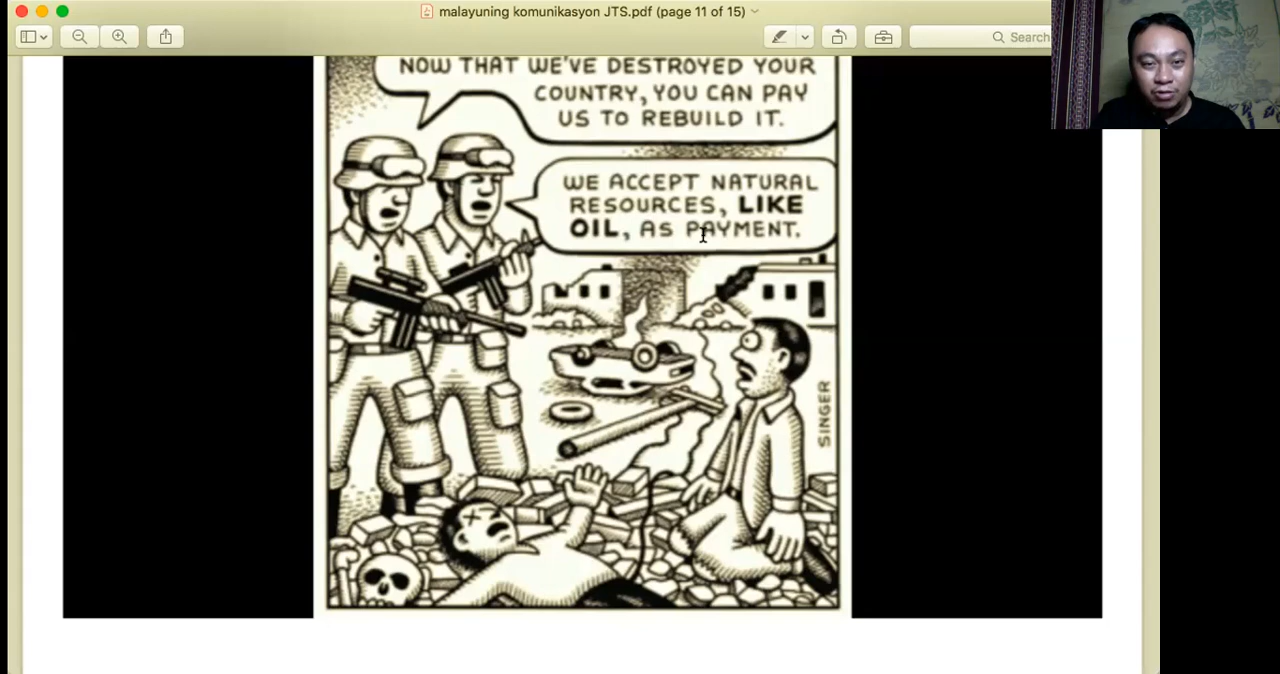 malayuning komunikasyon JTS.pdf (page 11 of 15)
Search
NOW THAT WE'VE DESTROYED YOUR
COUNTRY, YOU CAN PAY
US TO REBUILD IT.
WE ACCEPT NATURAL
RESOURCES, LIKE
OIL, AS PAYMENT.
SINGER